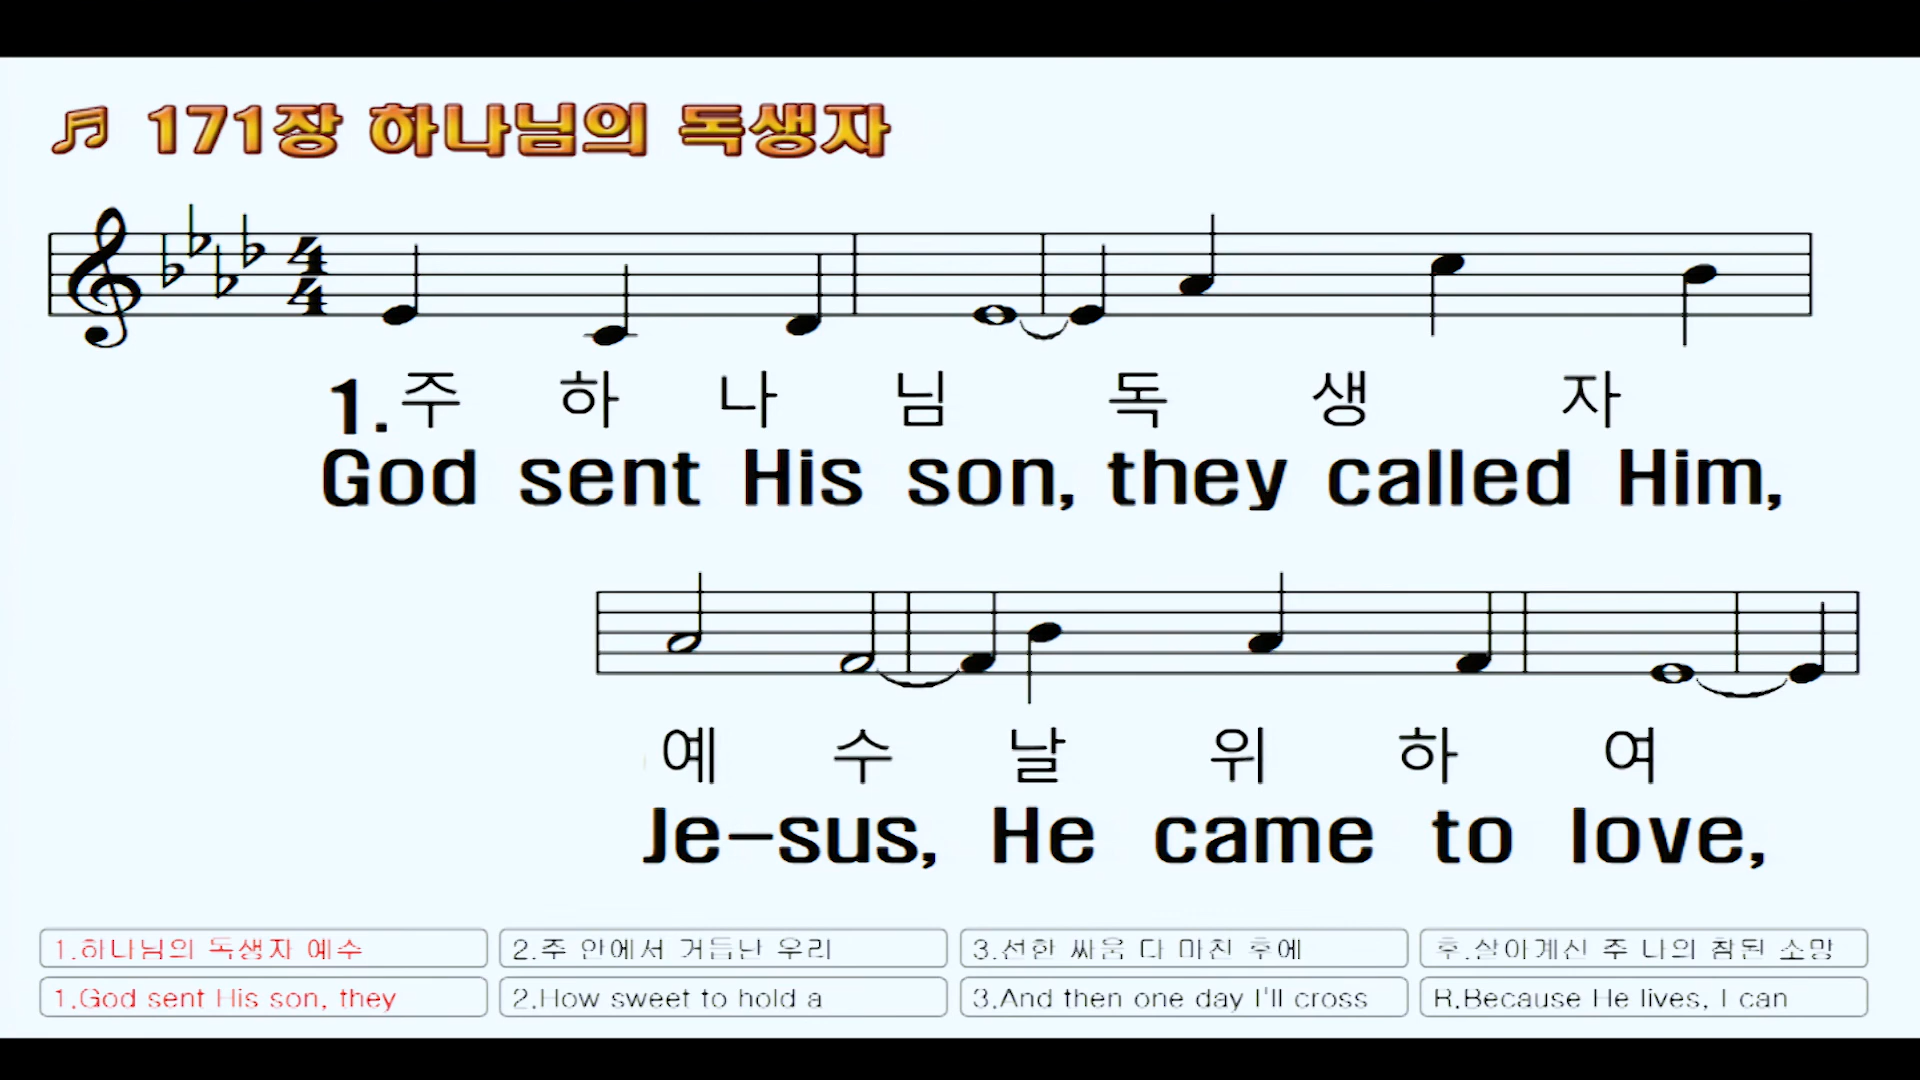 ♬ 171장 하나님의 독생자
1. 주 하 나 님 독 생 자
God sent His son, they called Him,
예 수 날 위 하 여
Je-sus, He came to love,
1.하나님의 독생자 예수 2.주 안에서 거듭난 우리 3.선한 싸움 다 마친 후에 후.살아계신 주 나의 참된 소망
1.God sent His son, they 2.How sweet to hold a 3.And then one day I'll cross R.Because He lives, I can